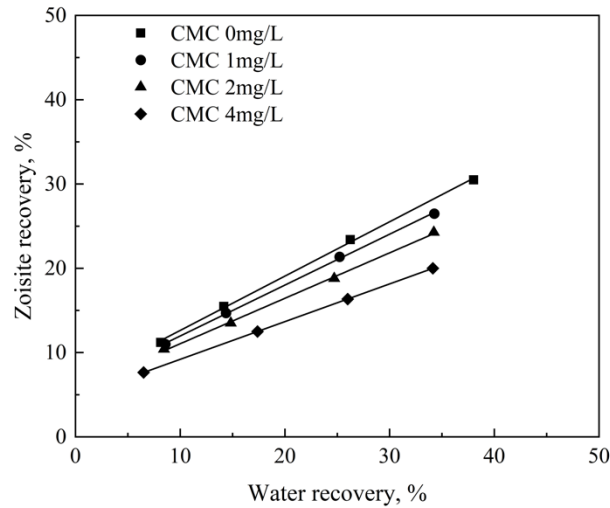 50
40
30
20
10
0
CMC 0mg/L
CMC 1mg/L
CMC 2mg/L
CMC 4mg/L
Zoisite recovery, %
0 10 20 30 40 50
Water recovery, %